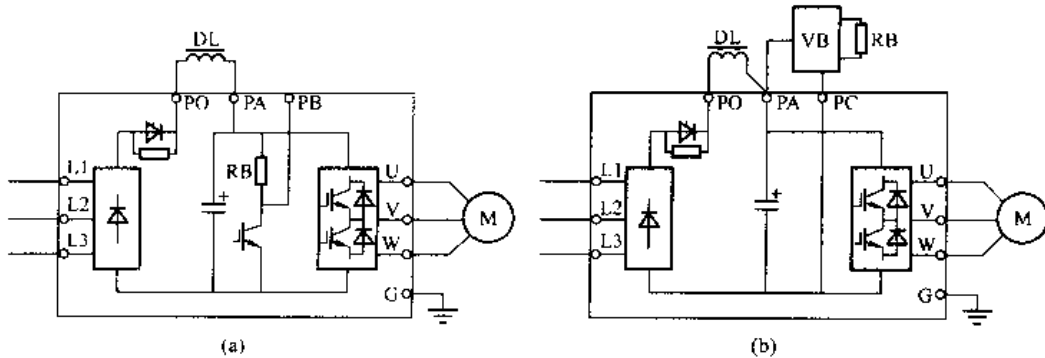 DL
PO PA PB
L1
L2
L3
RB
+
U
V
W
M
G
(a)
DL
VB
RB
PO PA PC
L1
L2
L3
+
U
V
W
M
G
(b)